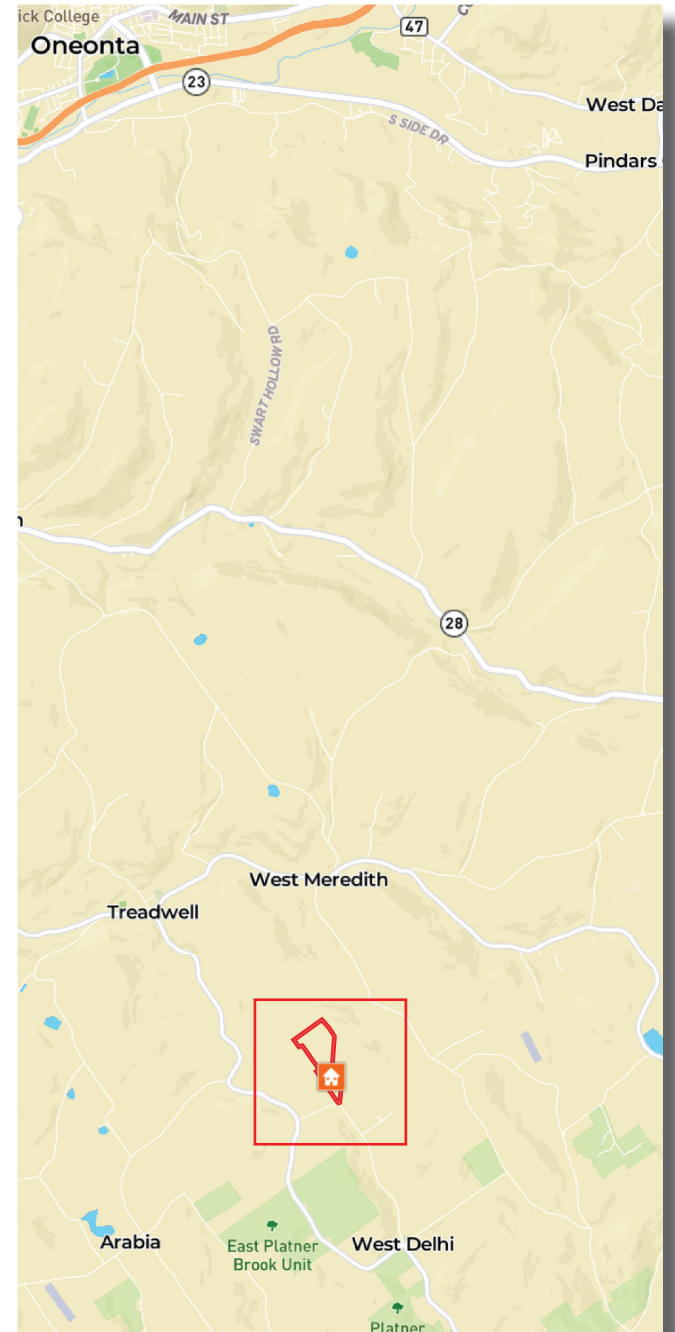 ick College
MAIN ST
47
Oneonta
23
West Da
S SIDE DR
Pindars
SWART HOLLOW RD
28
West Meredith
Treadwell
Arabia
East Platner
Brook Unit
West Delhi
Platner